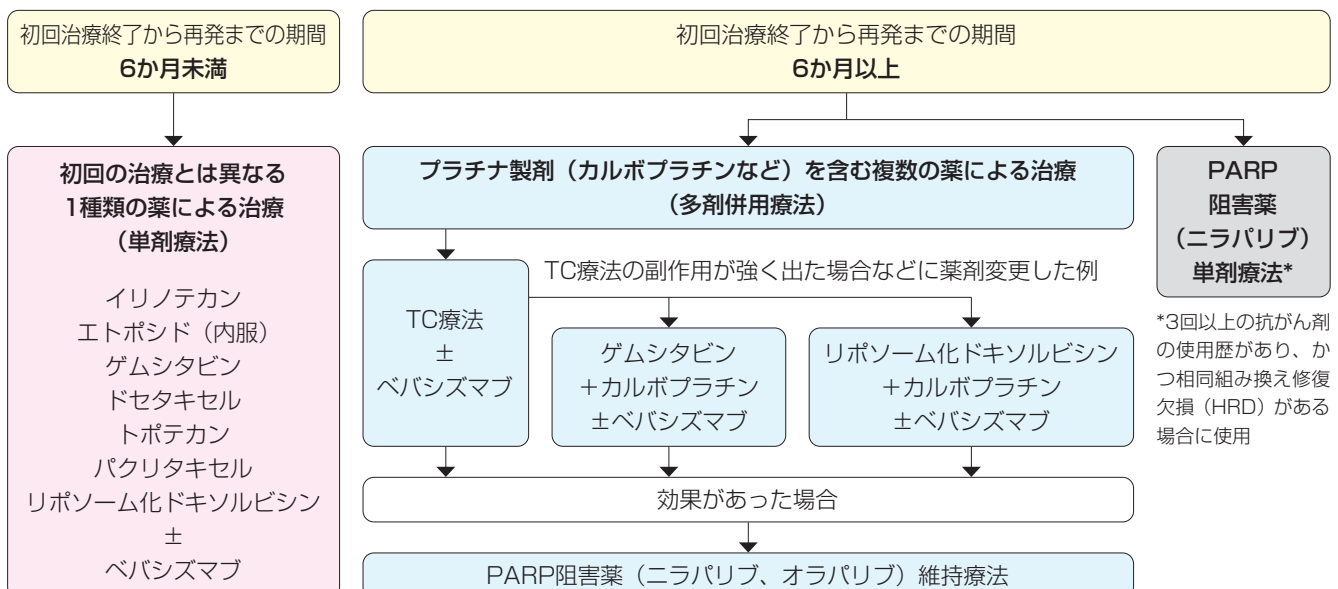 初回治療終了から再発までの期間
6か月未満
初回治療終了から再発までの期間
6か月以上
初回の治療とは異なる
1種類の薬による治療
（単剤療法）
イリノテカン
エトポシド（内服）
ゲムシタビン
ドセタキセル
トポテカン
パクリタキセル
リポソーム化ドキソルビシン
±
ベバシズマブ
プラチナ製剤（カルボプラチンなど）を含む複数の薬による治療
（多剤併用療法）
TC療法の副作用が強く出た場合などに薬剤変更した例
TC療法
±
ベバシズマブ
ゲムシタビン
＋カルボプラチン
±ベバシズマブ
リポソーム化ドキソルビシン
＋カルボプラチン
±ベバシズマブ
効果があった場合
PARP阻害薬（ニラパリブ、オラパリブ）維持療法
PARP
阻害薬
（ニラパリブ）
単剤療法*
*3回以上の抗がん剤
の使用歴があり、か
つ相同組み換え修復
欠損（HRD）がある
場合に使用